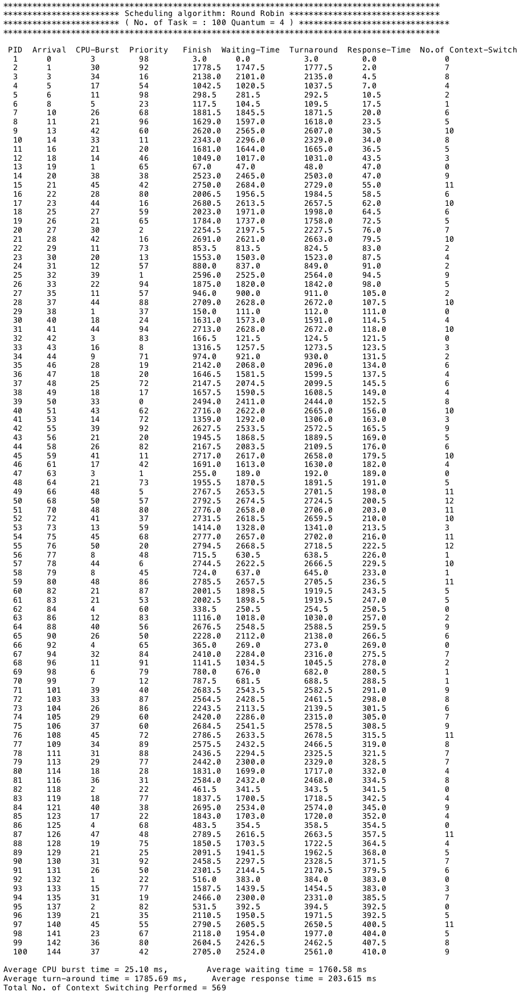 ******************************************************************************************
************************ Scheduling algorithm: Round Robin *******************************
************************ ( No. of Task = : 100 Quantum = 4 ) *******************************
******************************************************************************************
PID Arrival CPU-Burst Priority Finish Waiting-Time Turnaround Response-Time No.of Context-Switch
1 0 3 98 3.0 0.0 3.0 0.0 0
2 1 30 92 1778.5 1747.5 1777.5 2.0 7
3 3 34 16 2138.0 2101.0 2135.0 4.5 8
4 5 17 54 1042.5 1020.5 1037.5 7.0 4
5 6 11 98 298.5 281.5 292.5 10.5 2
6 8 5 23 117.5 104.5 109.5 17.5 1
7 10 26 68 1881.5 1845.5 1871.5 20.0 6
8 11 21 96 1629.0 1597.0 1618.0 23.5 5
9 13 42 60 2620.0 2565.0 2607.0 30.5 10
10 14 33 11 2343.0 2296.0 2329.0 34.0 8
11 16 21 20 1681.0 1644.0 1665.0 36.5 5
12 18 14 46 1049.0 1017.0 1031.0 43.5 3
13 19 1 65 67.0 47.0 48.0 47.0 0
14 20 38 38 2523.0 2465.0 2503.0 47.0 9
15 21 45 42 2750.0 2684.0 2729.0 55.0 11
16 22 28 80 2006.5 1956.5 1984.5 58.5 6
17 23 44 16 2680.5 2613.5 2657.5 62.0 10
18 25 27 59 2023.0 1971.0 1998.0 64.5 6
19 26 21 65 1784.0 1737.0 1758.0 72.5 5
20 27 30 2 2254.5 2197.5 2227.5 76.0 7
21 28 42 16 2691.0 2621.0 2663.0 79.5 10
22 29 11 73 853.5 813.5 824.5 83.0 2
23 30 20 13 1553.0 1503.0 1523.0 87.5 4
24 31 12 57 880.0 837.0 849.0 91.0 2
25 32 39 1 2596.0 2525.0 2564.0 94.5 9
26 33 22 94 1875.0 1820.0 1842.0 98.0 5
27 35 11 57 946.0 900.0 911.0 105.0 2
28 37 44 88 2709.0 2628.0 2672.0 107.5 10
29 38 1 37 150.0 111.0 112.0 111.0 0
30 40 18 24 1631.0 1573.0 1591.0 114.5 4
31 41 44 94 2713.0 2628.0 2672.0 118.0 10
32 42 3 83 166.5 121.5 124.5 121.5 0
33 43 16 8 1316.5 1257.5 1273.5 123.5 3
34 44 9 71 974.0 921.0 930.0 131.5 2
35 46 28 19 2142.0 2068.0 2096.0 134.0 6
36 47 18 20 1646.5 1581.5 1599.5 137.5 4
37 48 25 72 2147.5 2074.5 2099.5 145.5 6
38 49 18 17 1657.5 1590.5 1608.5 149.0 4
39 50 33 0 2494.0 2411.0 2444.0 152.5 8
40 51 43 62 2716.0 2622.0 2665.0 156.0 10
41 53 14 72 1359.0 1292.0 1306.0 163.0 3
42 55 39 92 2627.5 2533.5 2572.5 165.5 9
43 56 21 20 1945.5 1868.5 1889.5 169.0 5
44 58 26 82 2167.5 2083.5 2109.5 176.0 6
45 59 41 11 2717.0 2617.0 2658.0 179.5 10
46 61 17 42 1691.0 1613.0 1630.0 182.0 4
47 63 3 1 255.0 189.0 192.0 189.0 0
48 64 21 73 1955.5 1870.5 1891.5 191.0 5
49 66 48 5 2767.5 2653.5 2701.5 198.0 11
50 68 50 57 2792.5 2674.5 2724.5 200.5 12
51 70 48 80 2776.0 2658.0 2706.0 203.0 11
52 72 41 37 2731.5 2618.5 2659.5 210.0 10
53 73 13 59 1414.0 1328.0 1341.0 213.5 3
54 75 45 68 2777.0 2657.0 2702.0 216.0 11
55 76 50 20 2794.5 2668.5 2718.5 222.5 12
56 77 8 48 715.5 630.5 638.5 226.0 1
57 78 44 6 2744.5 2622.5 2666.5 229.5 10
58 79 8 45 724.0 637.0 645.0 233.0 1
59 80 48 86 2785.5 2657.5 2705.5 236.5 11
60 82 21 87 2001.5 1898.5 1919.5 243.5 5
61 83 21 53 2002.5 1898.5 1919.5 247.0 5
62 84 4 60 338.5 250.5 254.5 250.5 0
63 86 12 83 1116.0 1018.0 1030.0 257.0 2
64 88 40 56 2676.5 2548.5 2588.5 259.5 9
65 90 26 50 2228.0 2112.0 2138.0 266.5 6
66 92 4 65 365.0 269.0 273.0 269.0 0
67 94 32 84 2410.0 2284.0 2316.0 275.5 7
68 96 11 91 1141.5 1034.5 1045.5 278.0 2
69 98 6 79 780.0 676.0 682.0 280.5 1
70 99 7 12 787.5 681.5 688.5 288.5 1
71 101 39 40 2683.5 2543.5 2582.5 291.0 9
72 103 33 87 2564.5 2428.5 2461.5 298.0 8
73 104 26 86 2243.5 2113.5 2139.5 301.5 6
74 105 29 60 2420.0 2286.0 2315.0 305.0 7
75 106 37 60 2684.5 2541.5 2578.5 308.5 9
76 108 45 72 2786.5 2633.5 2678.5 315.5 11
77 109 34 89 2575.5 2432.5 2466.5 319.0 8
78 111 31 88 2436.5 2294.5 2325.5 321.5 7
79 113 29 77 2442.0 2300.0 2329.0 328.5 7
80 114 18 28 1831.0 1699.0 1717.0 332.0 4
81 116 36 31 2584.0 2432.0 2468.0 334.5 8
82 118 2 22 461.5 341.5 343.5 341.5 0
83 119 18 77 1837.5 1700.5 1718.5 342.5 4
84 121 40 38 2695.0 2534.0 2574.0 345.0 9
85 123 17 22 1843.0 1703.0 1720.0 352.0 4
86 125 4 68 483.5 354.5 358.5 354.5 0
87 126 47 48 2789.5 2616.5 2663.5 357.5 11
88 128 19 75 1850.5 1703.5 1722.5 364.5 4
89 129 21 25 2091.5 1941.5 1962.5 368.0 5
90 130 31 92 2458.5 2297.5 2328.5 371.5 7
91 131 26 50 2301.5 2144.5 2170.5 379.5 6
92 132 1 22 516.0 383.0 384.0 383.0 0
93 133 15 77 1587.5 1439.5 1454.5 383.0 3
94 135 31 19 2466.0 2300.0 2331.0 385.5 7
95 137 2 82 531.5 392.5 394.5 392.5 0
96 139 21 35 2110.5 1950.5 1971.5 392.5 5
97 140 45 55 2790.5 2605.5 2650.5 400.5 11
98 141 23 67 2118.0 1954.0 1977.0 404.0 5
99 142 36 80 2604.5 2426.5 2462.5 407.5 8
100 144 37 42 2705.0 2524.0 2561.0 410.0 9
Average CPU burst time = 25.10 ms, Average waiting time = 1760.58 ms
Average turn-around time = 1785.69 ms, Average response time = 203.615 ms
Total No. of Context Switching Performed = 569